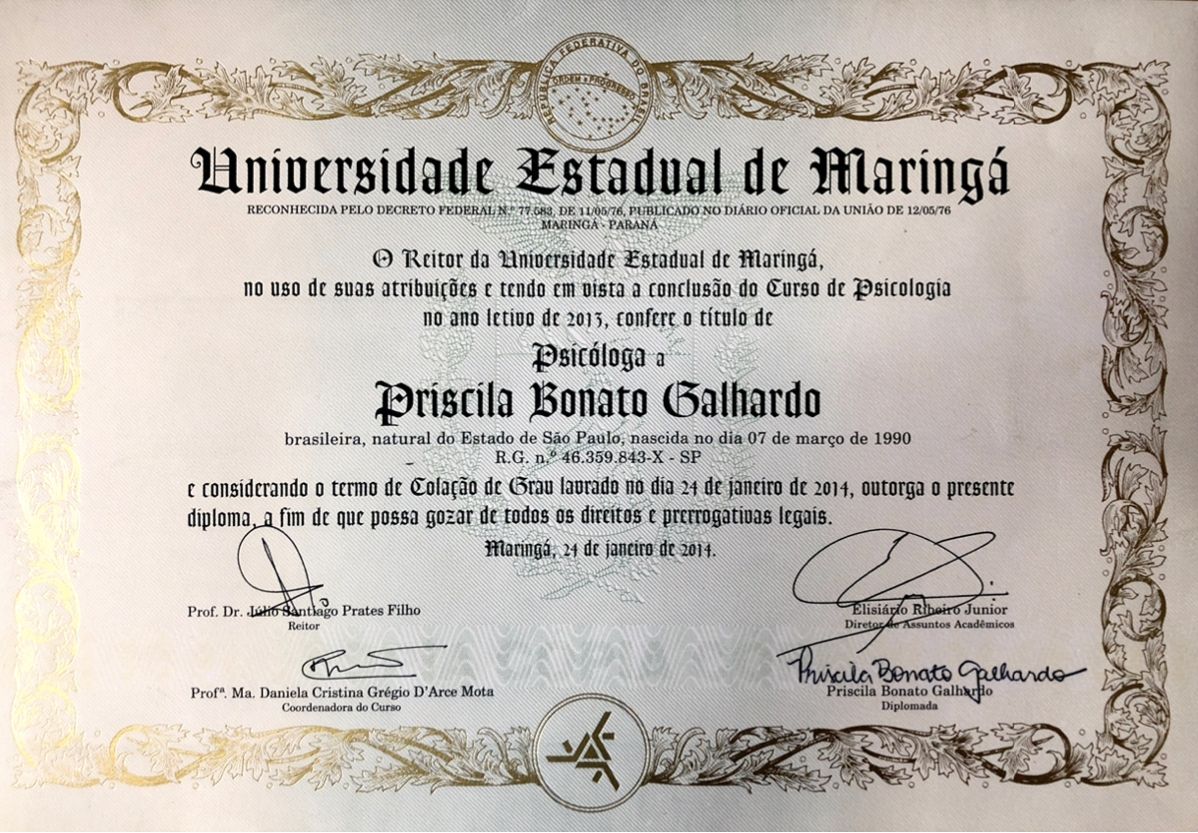 REPÚBLICA FEDERATIVA DO BRASIL
ORDEM E PROGRESSO
Universidade Estadual de Maringá
RECONHECIDA PELO DECRETO FEDERAL N.º 77.583, DE 11/05/76, PUBLICADO NO DIÁRIO OFICIAL DA UNIÃO DE 12/05/76
MARINGÁ - PARANÁ
O Reitor da Universidade Estadual de Maringá,
no uso de suas atribuições e tendo em vista a conclusão do Curso de Psicologia
no ano letivo de 2013, confere o título de
Psicóloga a
Priscila Bonato Galhardo
brasileira, natural do Estado de São Paulo, nascida no dia 07 de março de 1990
R.G. n.º 46.359.843-X - SP
e considerando o termo de Colação de Grau lavrado no dia 24 de janeiro de 2014, outorga o presente
diploma, a fim de que possa gozar de todos os direitos e prerrogativas legais.
Maringá, 24 de janeiro de 2014.
Prof. Dr. Júlio Santiago Prates Filho
Reitor
Elisiário Ribeiro Junior
Diretor de Assuntos Acadêmicos
Profª. Ma. Daniela Cristina Grégio D'Arce Mota
Coordenadora do Curso
Priscila Bonato Galhardo
Priscila Bonato Galhardo
Diplomada